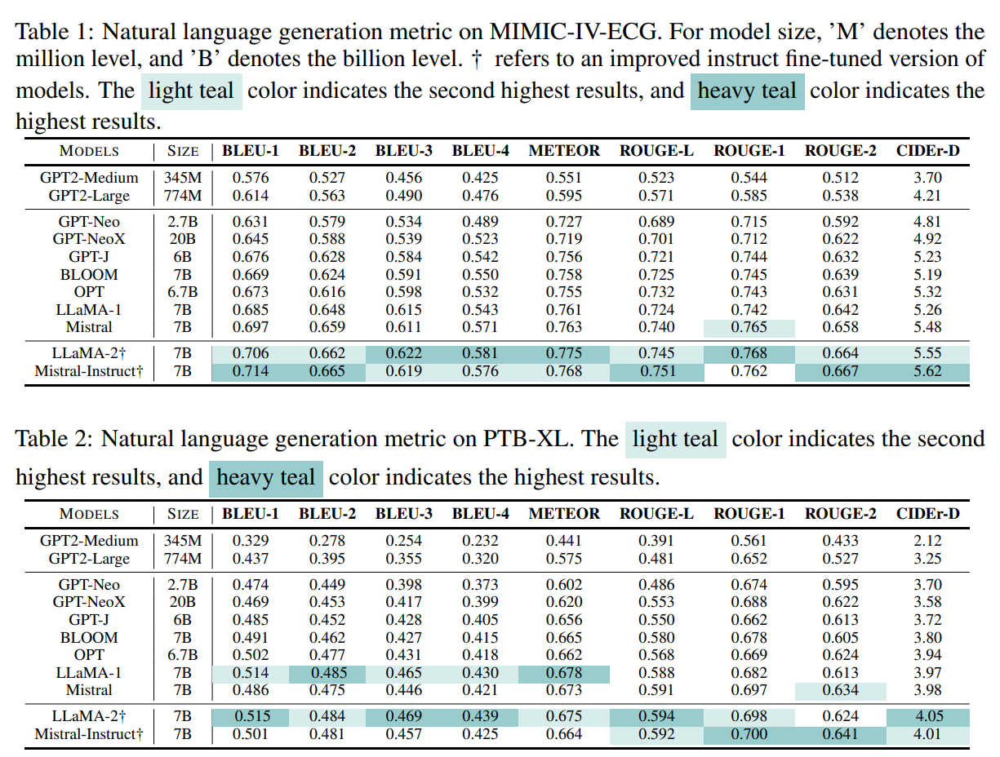 Table 1: Natural language generation metric on MIMIC-IV-ECG. For model size, ’M’ denotes the
million level, and ’B’ denotes the billion level. † refers to an improved instruct fine-tuned version of
models. The light teal color indicates the second highest results, and heavy teal color indicates the
highest results.
MODELS SIZE BLEU-1 BLEU-2 BLEU-3 BLEU-4 METEOR ROUGE-L ROUGE-1 ROUGE-2 CIDEr-D
GPT2-Medium 345M 0.576 0.527 0.456 0.425 0.551 0.523 0.544 0.512 3.70
GPT2-Large 774M 0.614 0.563 0.490 0.476 0.595 0.571 0.585 0.538 4.21
GPT-Neo 2.7B 0.631 0.579 0.534 0.489 0.727 0.689 0.715 0.592 4.81
GPT-NeoX 20B 0.645 0.588 0.539 0.523 0.719 0.701 0.712 0.622 4.92
GPT-J 6B 0.676 0.628 0.584 0.542 0.756 0.721 0.744 0.632 5.23
BLOOM 7B 0.669 0.624 0.591 0.550 0.758 0.725 0.745 0.639 5.19
OPT 6.7B 0.673 0.616 0.598 0.532 0.755 0.732 0.743 0.631 5.32
LLaMA-1 7B 0.685 0.648 0.615 0.543 0.761 0.724 0.742 0.642 5.26
Mistral 7B 0.697 0.659 0.611 0.571 0.763 0.740 0.765 0.658 5.48
LLaMA-2† 7B 0.706 0.662 0.622 0.581 0.775 0.745 0.768 0.664 5.55
Mistral-Instruct† 7B 0.714 0.665 0.619 0.576 0.768 0.751 0.762 0.667 5.62
Table 2: Natural language generation metric on PTB-XL. The light teal color indicates the second
highest results, and heavy teal color indicates the highest results.
MODELS SIZE BLEU-1 BLEU-2 BLEU-3 BLEU-4 METEOR ROUGE-L ROUGE-1 ROUGE-2 CIDEr-D
GPT2-Medium 345M 0.329 0.278 0.254 0.232 0.441 0.391 0.561 0.433 2.12
GPT2-Large 774M 0.437 0.395 0.355 0.320 0.575 0.481 0.652 0.527 3.25
GPT-Neo 2.7B 0.474 0.449 0.398 0.373 0.602 0.486 0.674 0.595 3.70
GPT-NeoX 20B 0.469 0.453 0.417 0.399 0.620 0.553 0.688 0.622 3.58
GPT-J 6B 0.485 0.452 0.428 0.405 0.656 0.550 0.662 0.613 3.72
BLOOM 7B 0.491 0.462 0.427 0.415 0.665 0.580 0.678 0.605 3.80
OPT 6.7B 0.502 0.477 0.431 0.418 0.662 0.568 0.669 0.624 3.94
LLaMA-1 7B 0.514 0.485 0.465 0.430 0.678 0.588 0.682 0.613 3.97
Mistral 7B 0.486 0.475 0.446 0.421 0.673 0.591 0.697 0.634 3.98
LLaMA-2† 7B 0.515 0.484 0.469 0.439 0.675 0.594 0.698 0.624 4.05
Mistral-Instruct† 7B 0.501 0.481 0.457 0.425 0.664 0.592 0.700 0.641 4.01